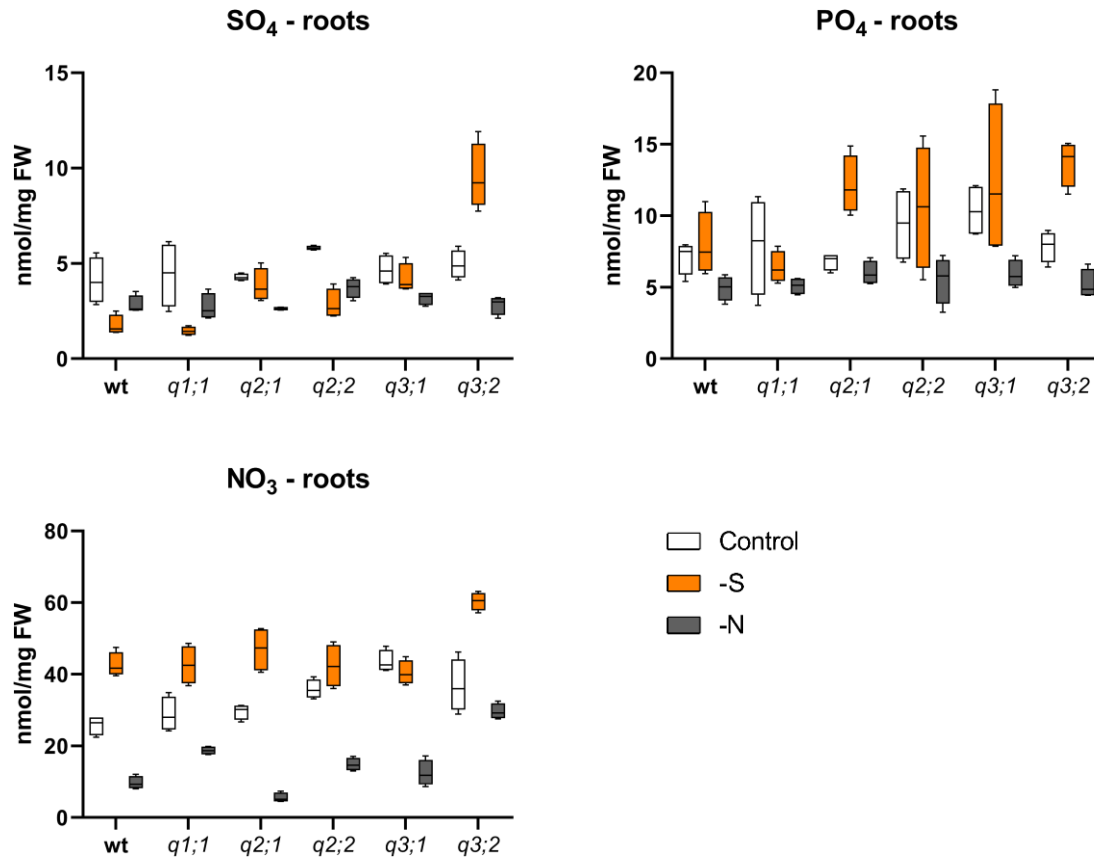 SO₄ - roots
nmol/mg FW
15
10
5
0
wt q1;1 q2;1 q2;2 q3;1 q3;2
PO₄ - roots
nmol/mg FW
20
15
10
5
0
wt q1;1 q2;1 q2;2 q3;1 q3;2
NO₃ - roots
nmol/mg FW
80
60
40
20
0
wt q1;1 q2;1 q2;2 q3;1 q3;2
Control
-S
-N